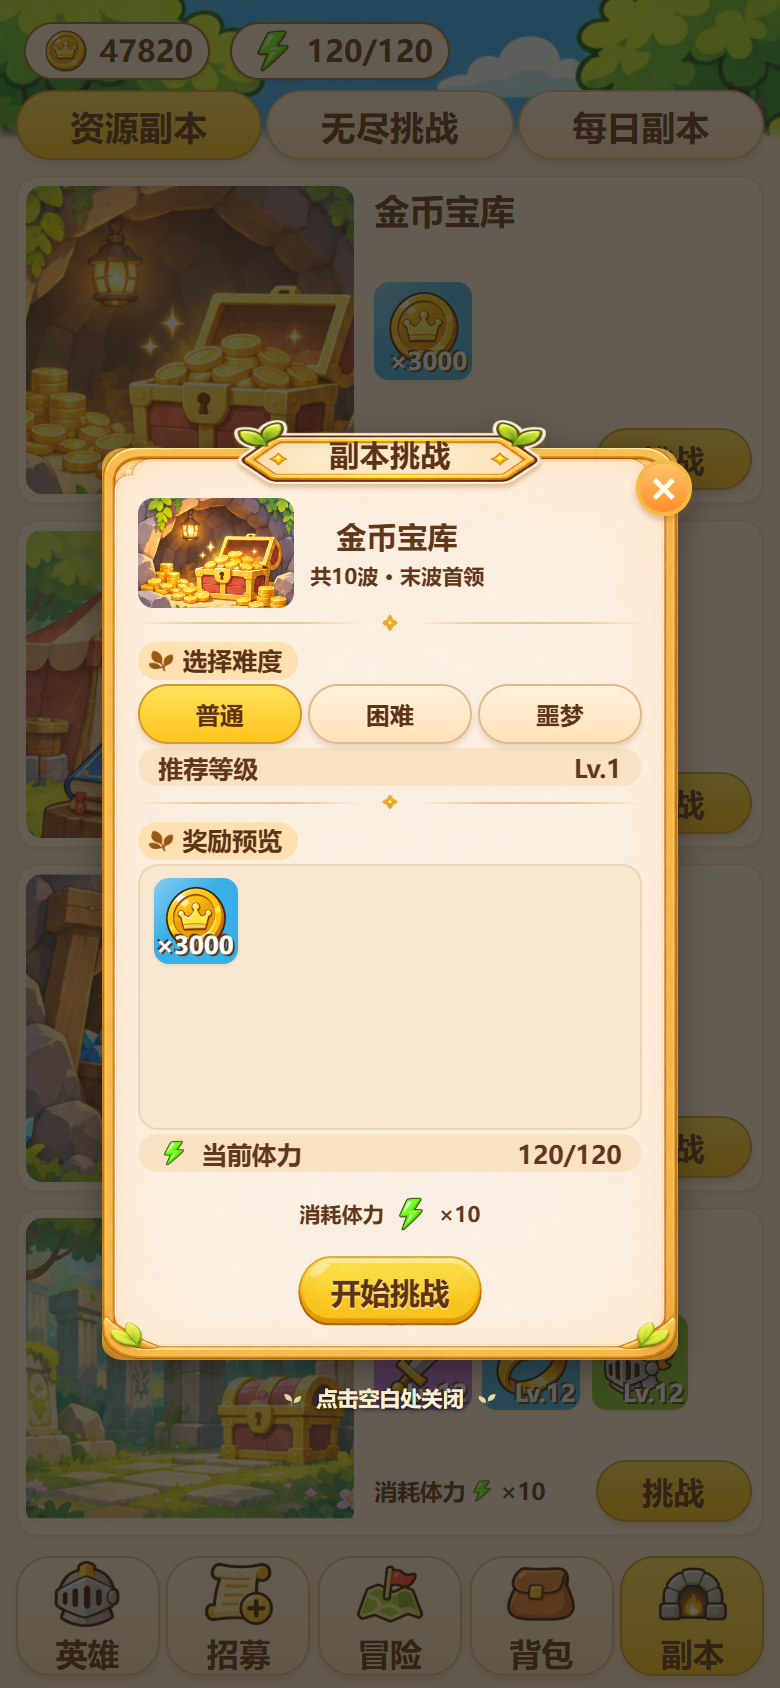 47820
120/120
资源副本
无尽挑战
每日副本
金币宝库
×3000
战
副本挑战
金币宝库
共10波·末波首领
选择难度
普通
困难
噩梦
推荐等级
Lv.1
战
奖励预览
×3000
当前体力
120/120
战
消耗体力 ×10
开始挑战
Lv.12
Lv.12
点击空白处关闭
消耗体力 ×10
挑战
英雄
招募
冒险
背包
副本